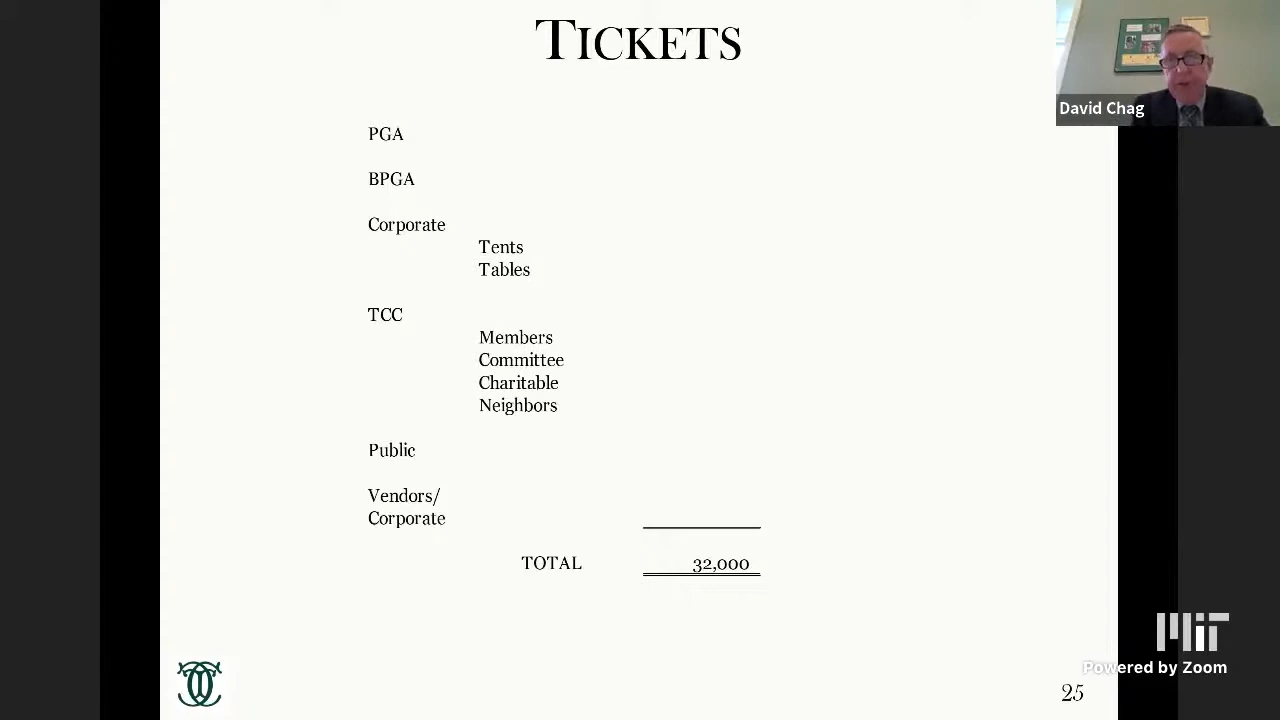 TICKETS
David Chag
PGA
BPGA
Corporate
Tents
Tables
TCC
Members
Committee
Charitable
Neighbors
Public
Vendors/
Corporate
TOTAL 32,000
MIT
Powered by Zoom
25